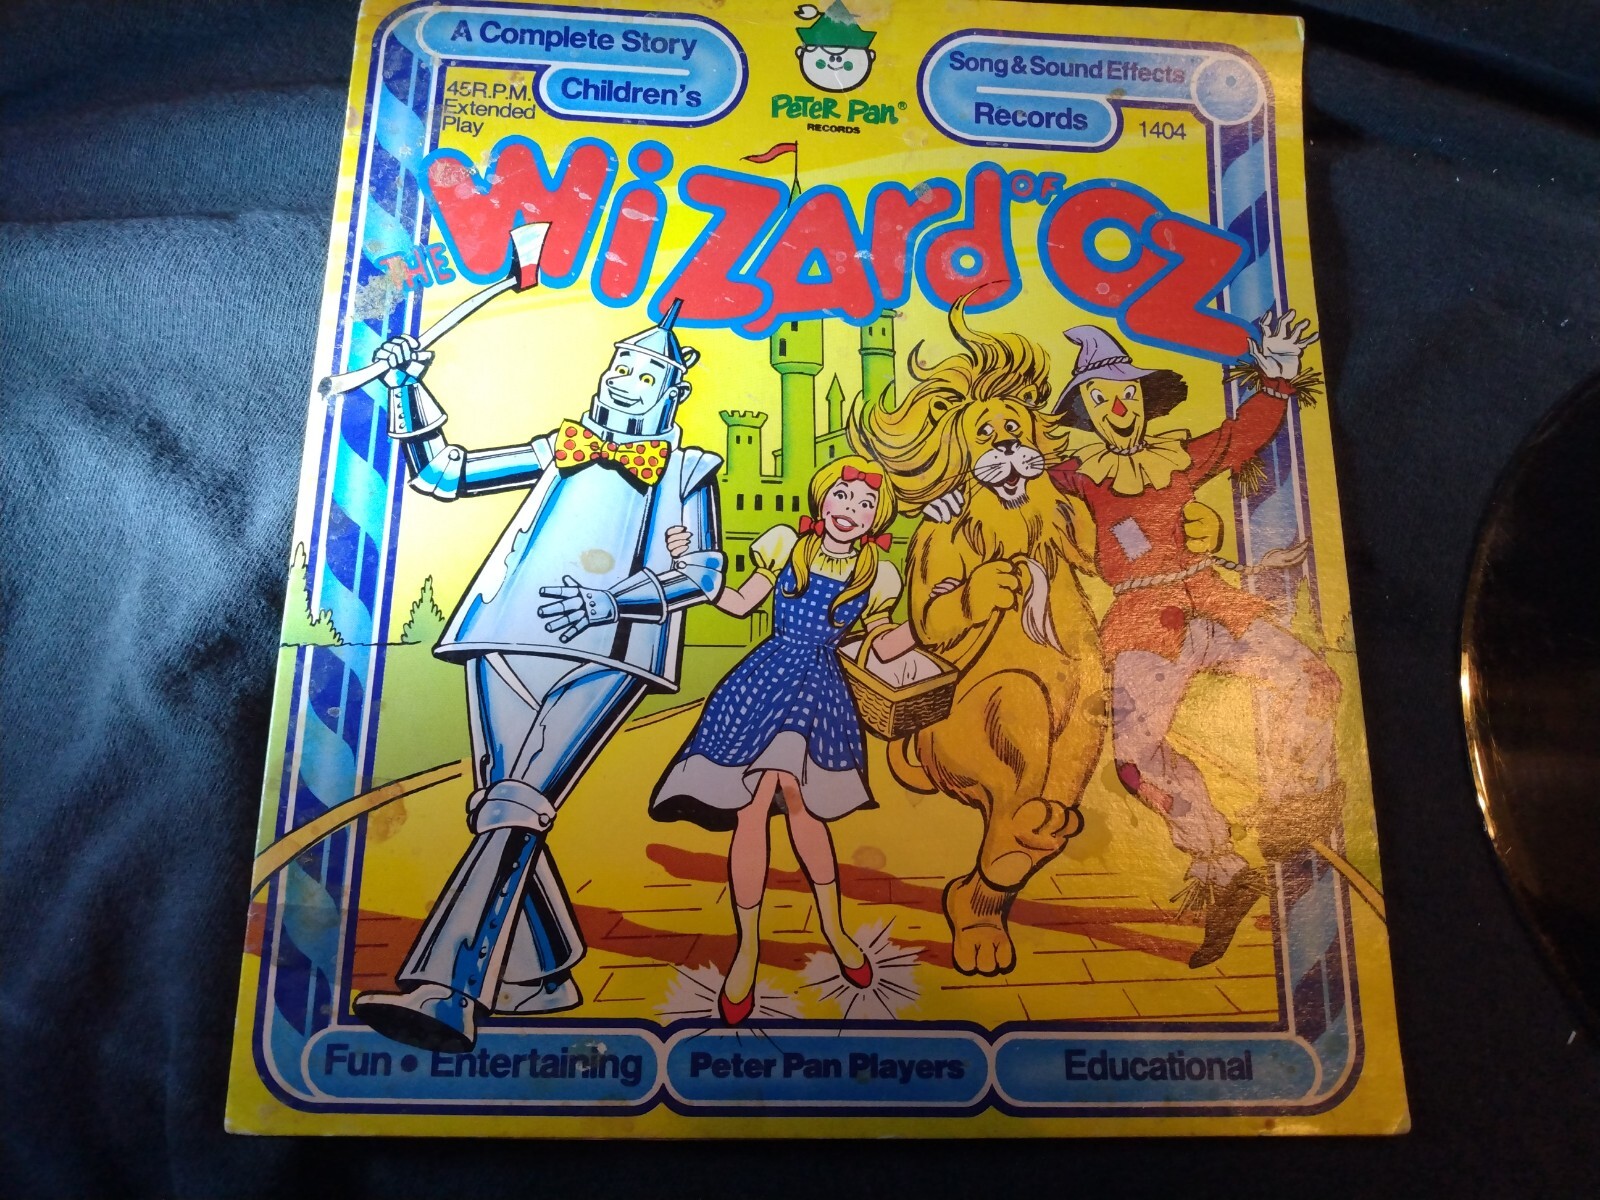 A Complete Story
Children's
45R.P.M.
Extended
Play
Peter Pan®
RECORDS
Song & Sound Effects
Records
1404
THE WiZARD OF OZ
Fun • Entertaining
Peter Pan Players
Educational